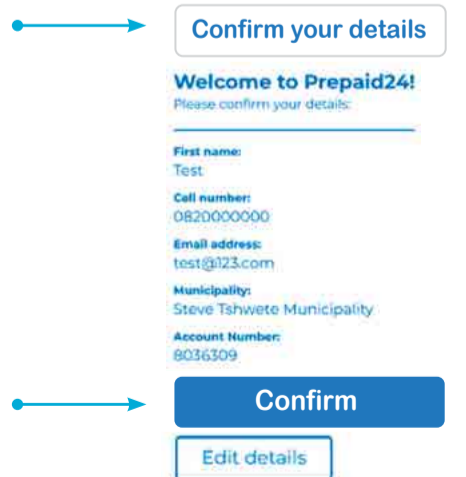 Confirm your details
Welcome to Prepaid24!
Please confirm your details:
First name:
Test
Cell number:
0820000000
Email address:
test@123.com
Municipality:
Steve Tshwete Municipality
Account Number:
8036309
Confirm
Edit details